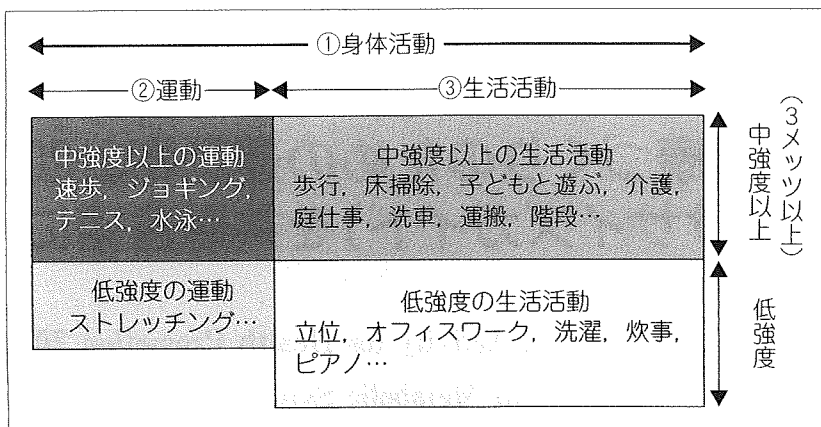 ①身体活動
②運動
③生活活動
中強度以上の運動
速歩，ジョギング，
テニス，水泳…
中強度以上の生活活動
歩行，床掃除，子どもと遊ぶ，介護，
庭仕事，洗車，運搬，階段…
中強度以上
（3メッツ以上）
低強度の運動
ストレッチング…
低強度の生活活動
立位，オフィスワーク，洗濯，炊事，
ピアノ…
低強度